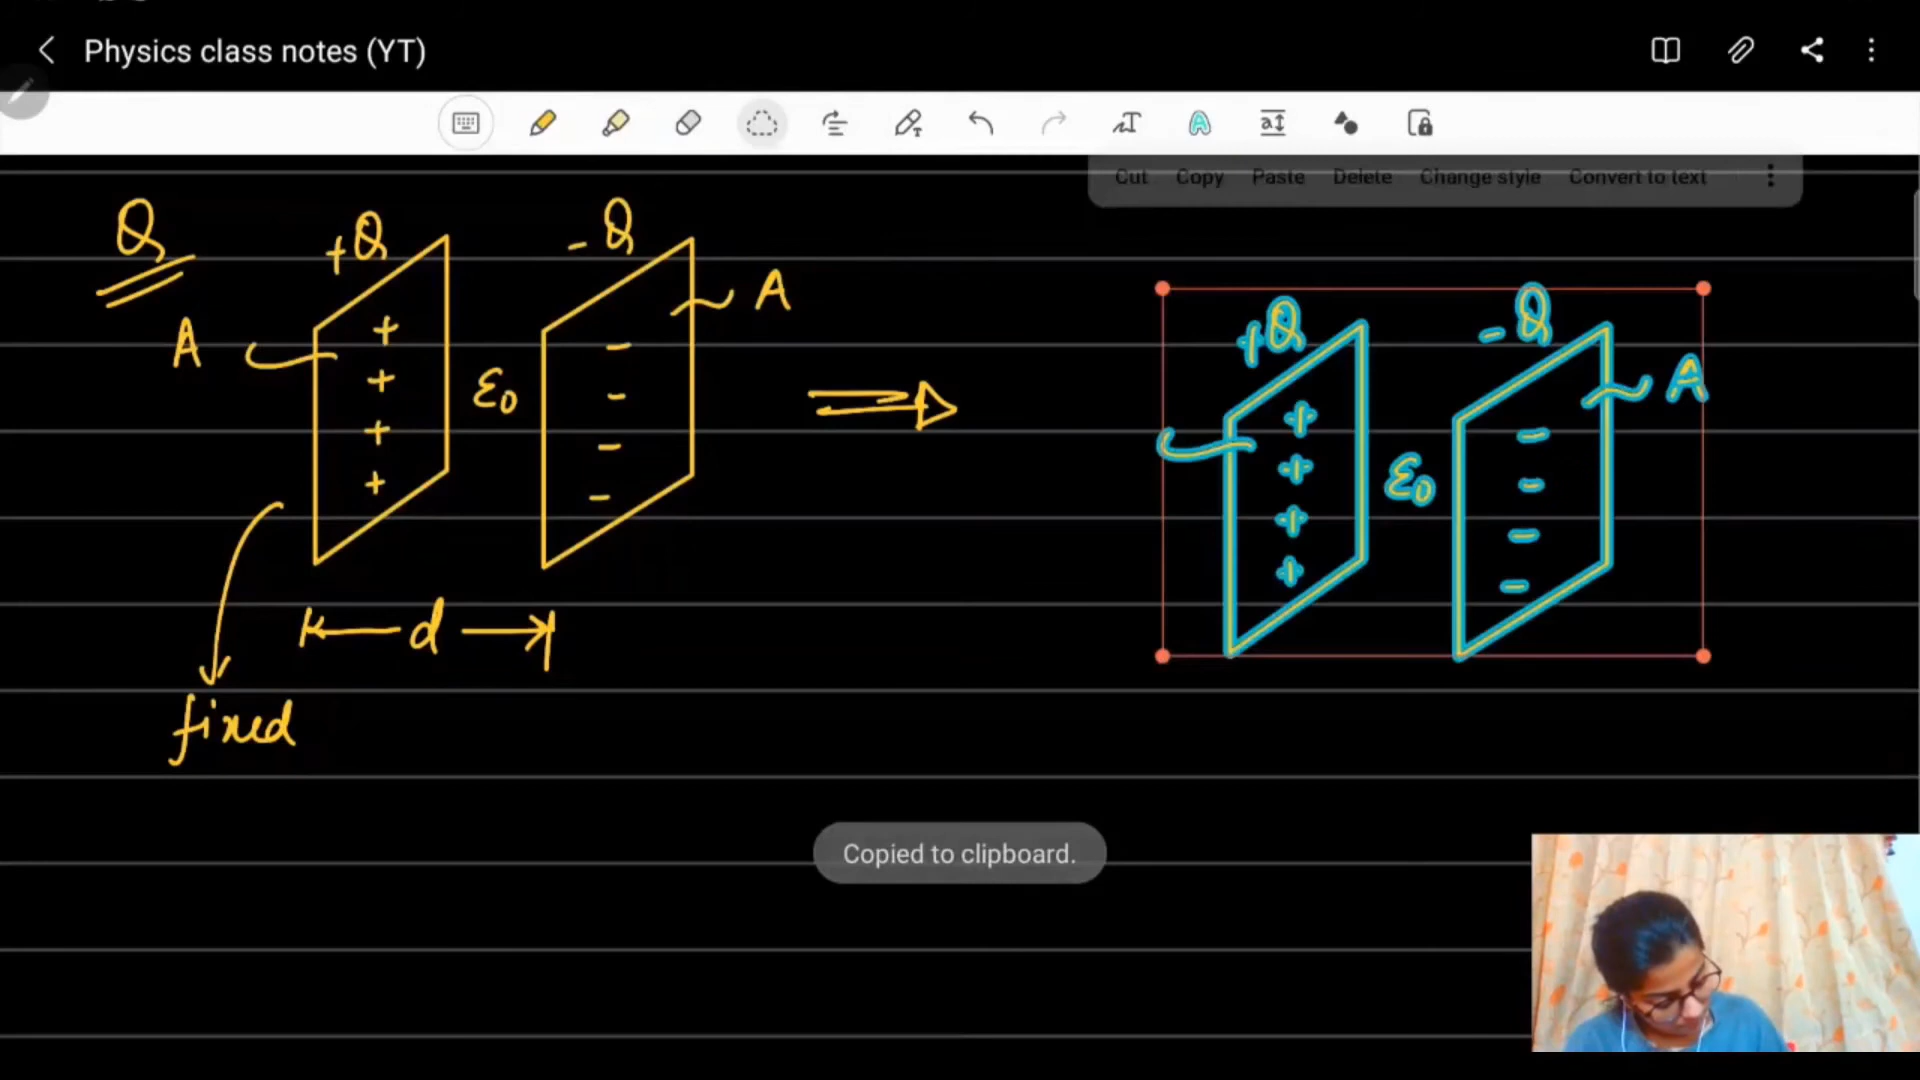 Physics class notes (YT)
Cut Copy Paste Delete Change style Convert to text
Q
+Q
-Q
A
A
+
+
+
+
ε0
-
-
-
-
d
fixed
+Q
-Q
A
+
+
+
+
ε0
-
-
-
-
Copied to clipboard.